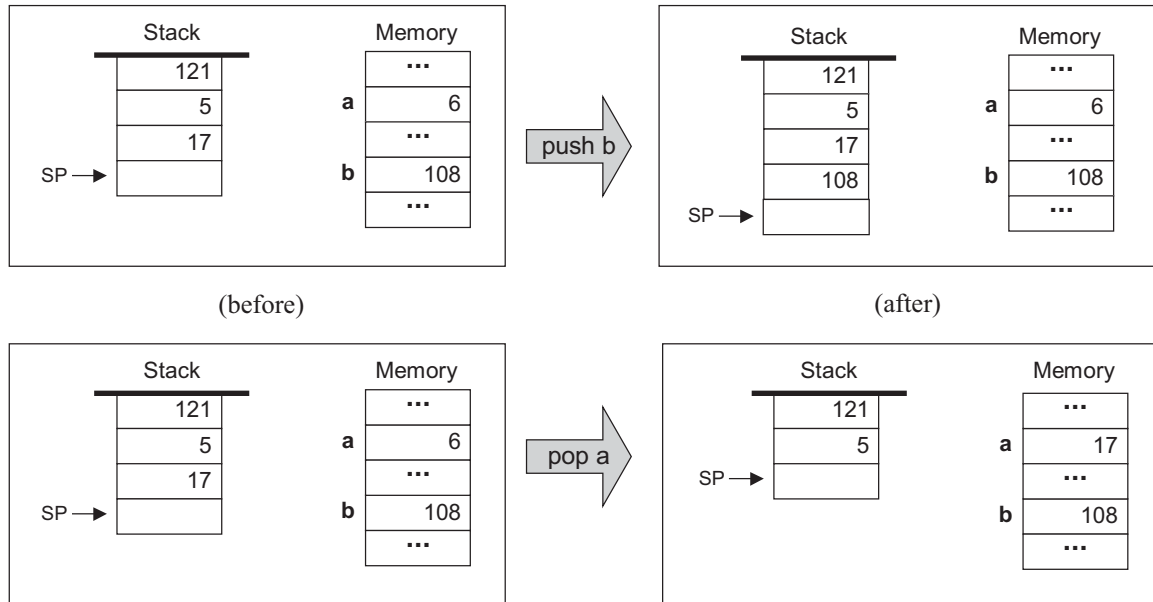 Stack
121
5
17
SP
Memory
...
a 6
...
b 108
...
push b
Stack
121
5
17
108
SP
Memory
...
a 6
...
b 108
...
(before)
(after)
Stack
121
5
17
SP
Memory
...
a 6
...
b 108
...
pop a
Stack
121
5
SP
Memory
...
a 17
...
b 108
...